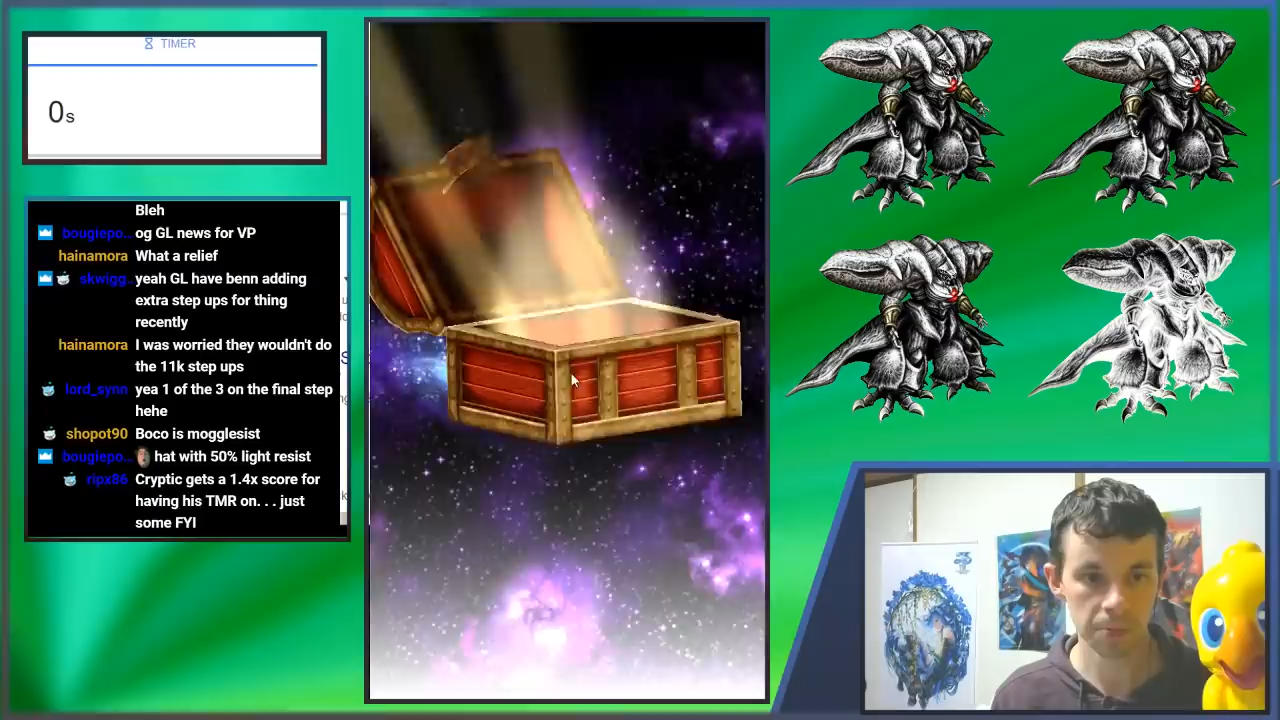 TIMER
0s
Bleh
bougiepo... og GL news for VP
hainamora What a relief
skwigg... yeah GL have benn adding
extra step ups for thing
recently
hainamora I was worried they wouldn't do
the 11k step ups
lord_synn yea 1 of the 3 on the final step
hehe
shopot90 Boco is mogglesist
bougiepo... hat with 50% light resist
ripx86 Cryptic gets a 1.4x score for
having his TMR on. . . just
some FYI